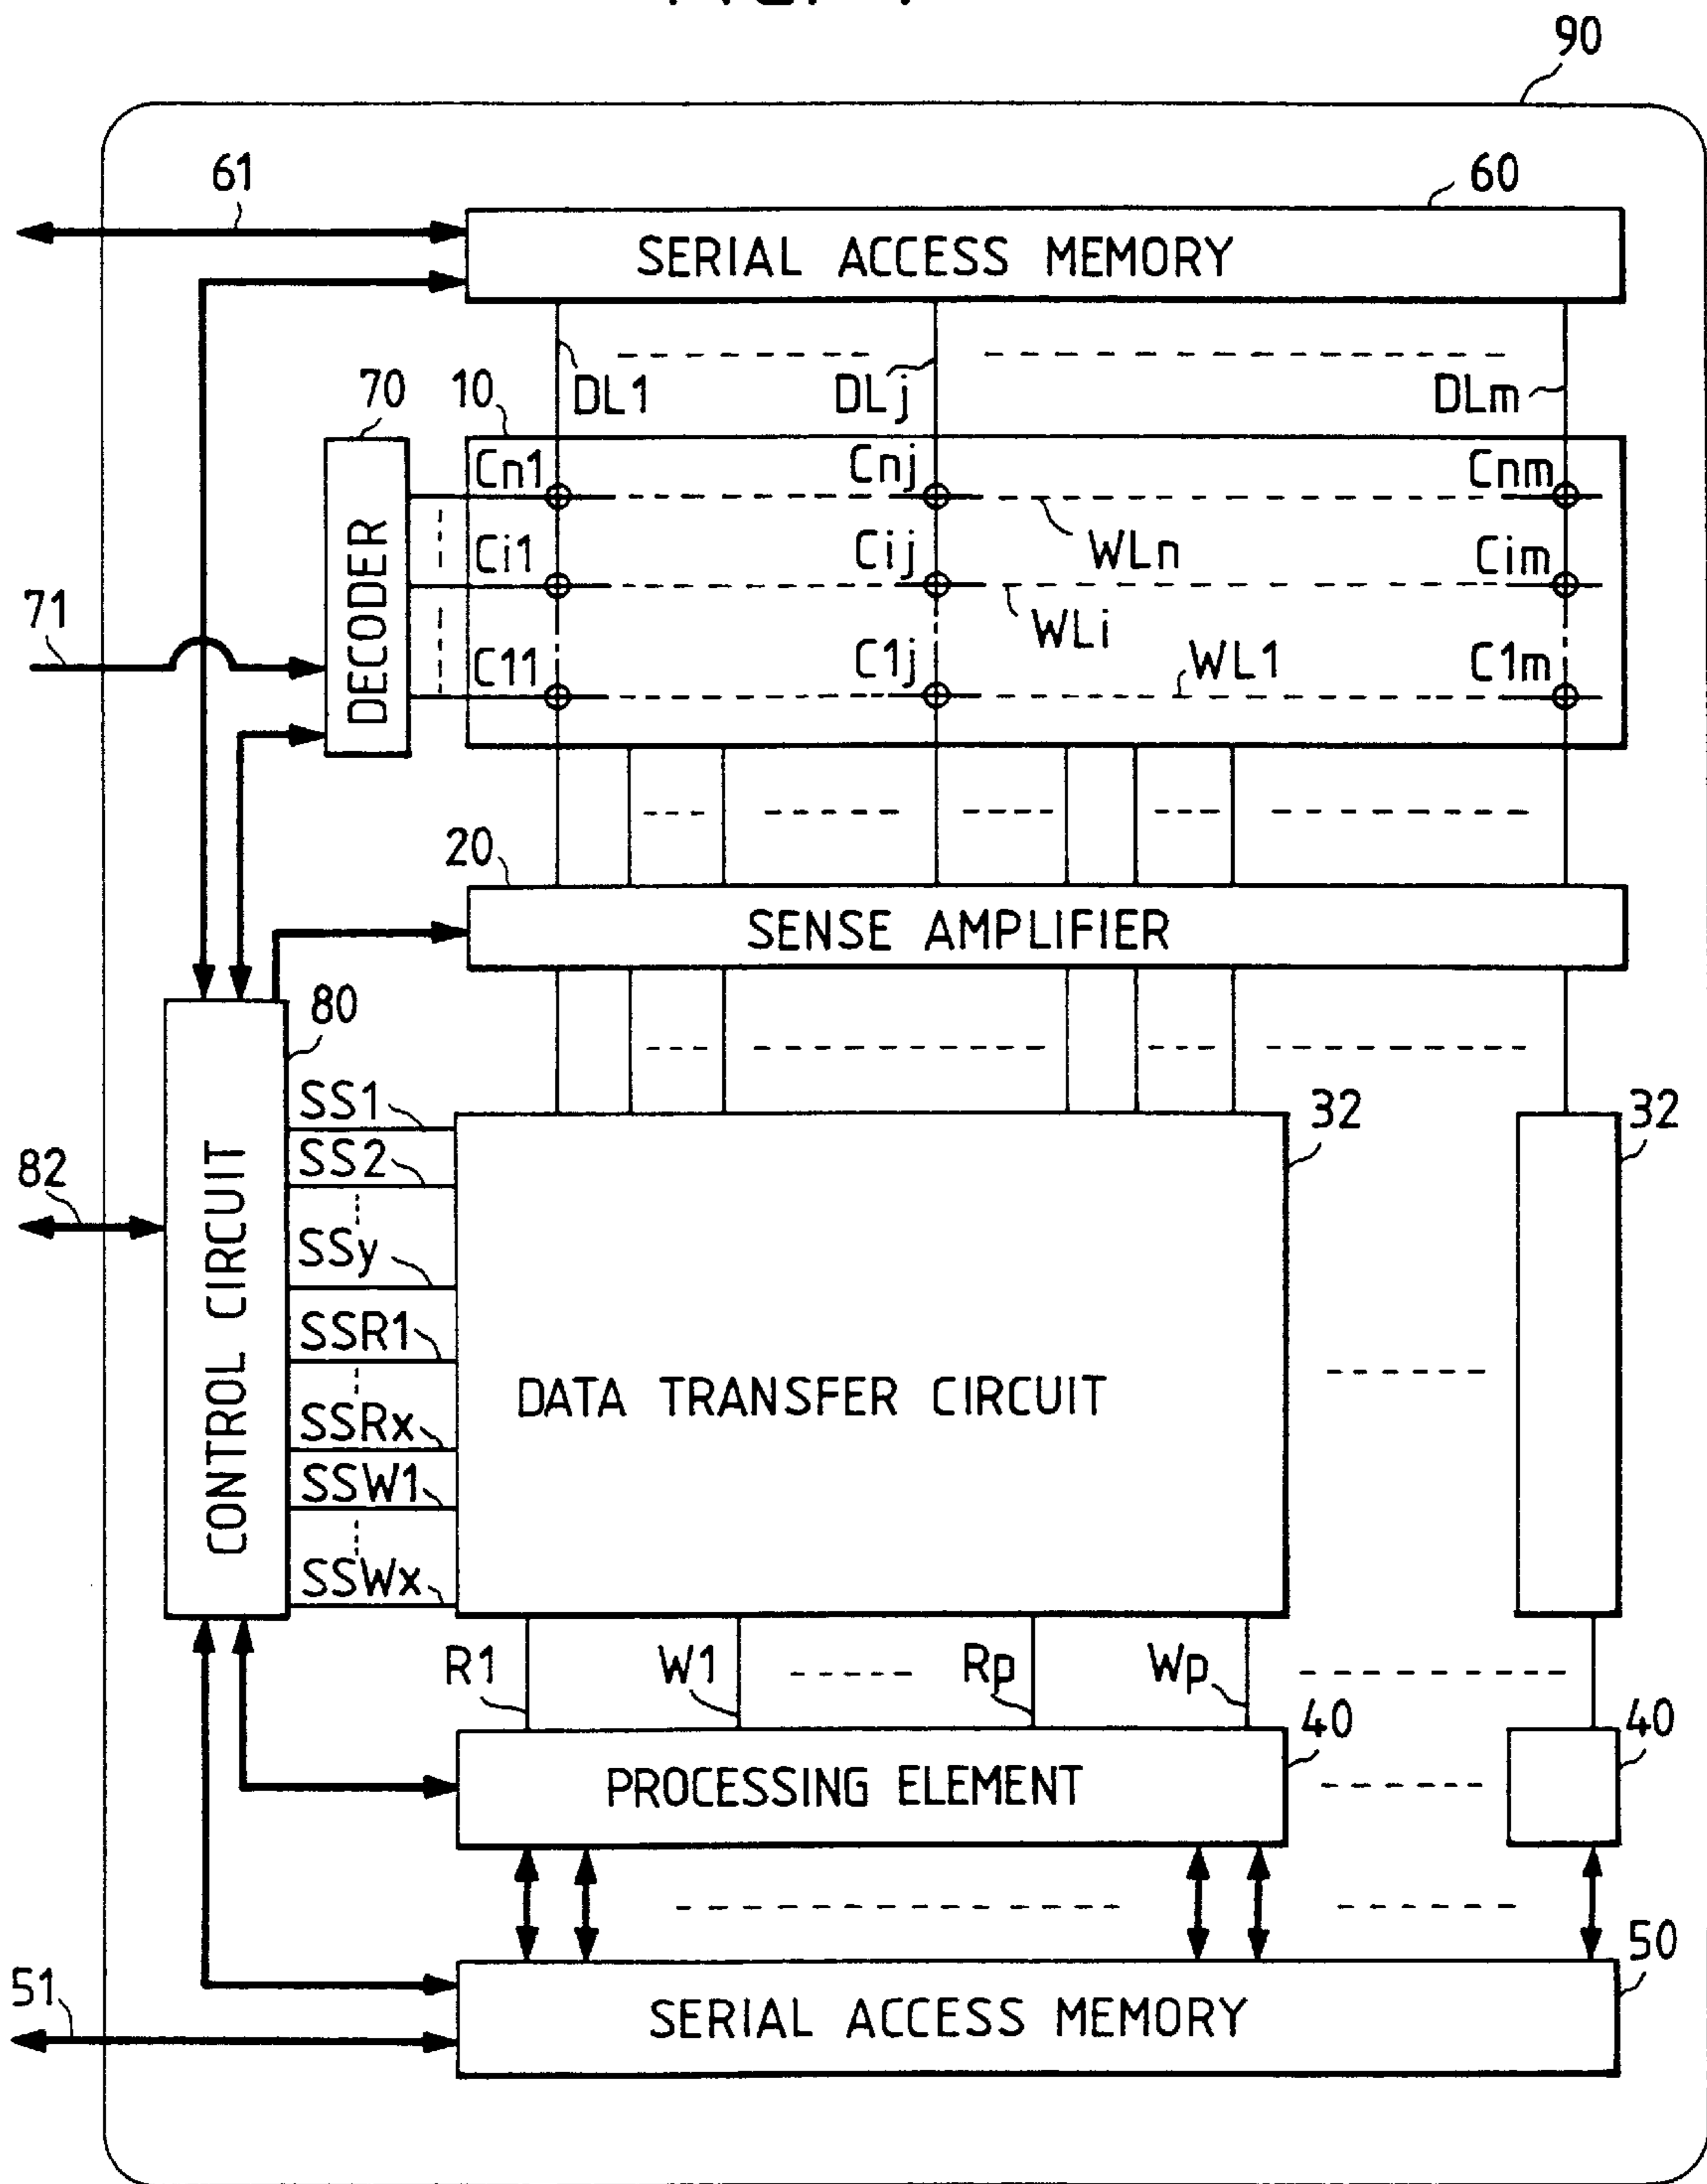 90
61
60
SERIAL ACCESS MEMORY
DL1
DLj
DLm
70
10
Cn1
Cnj
Cnm
WLn
DECODER
Ci1
Cij
Cim
WLi
71
C11
C1j
WL1
C1m
20
SENSE AMPLIFIER
80
SS1
32
32
SS2
82
SSy
CONTROL CIRCUIT
SSR1
DATA TRANSFER CIRCUIT
SSRx
SSW1
SSWx
R1
W1
Rp
Wp
40
40
PROCESSING ELEMENT
50
51
SERIAL ACCESS MEMORY